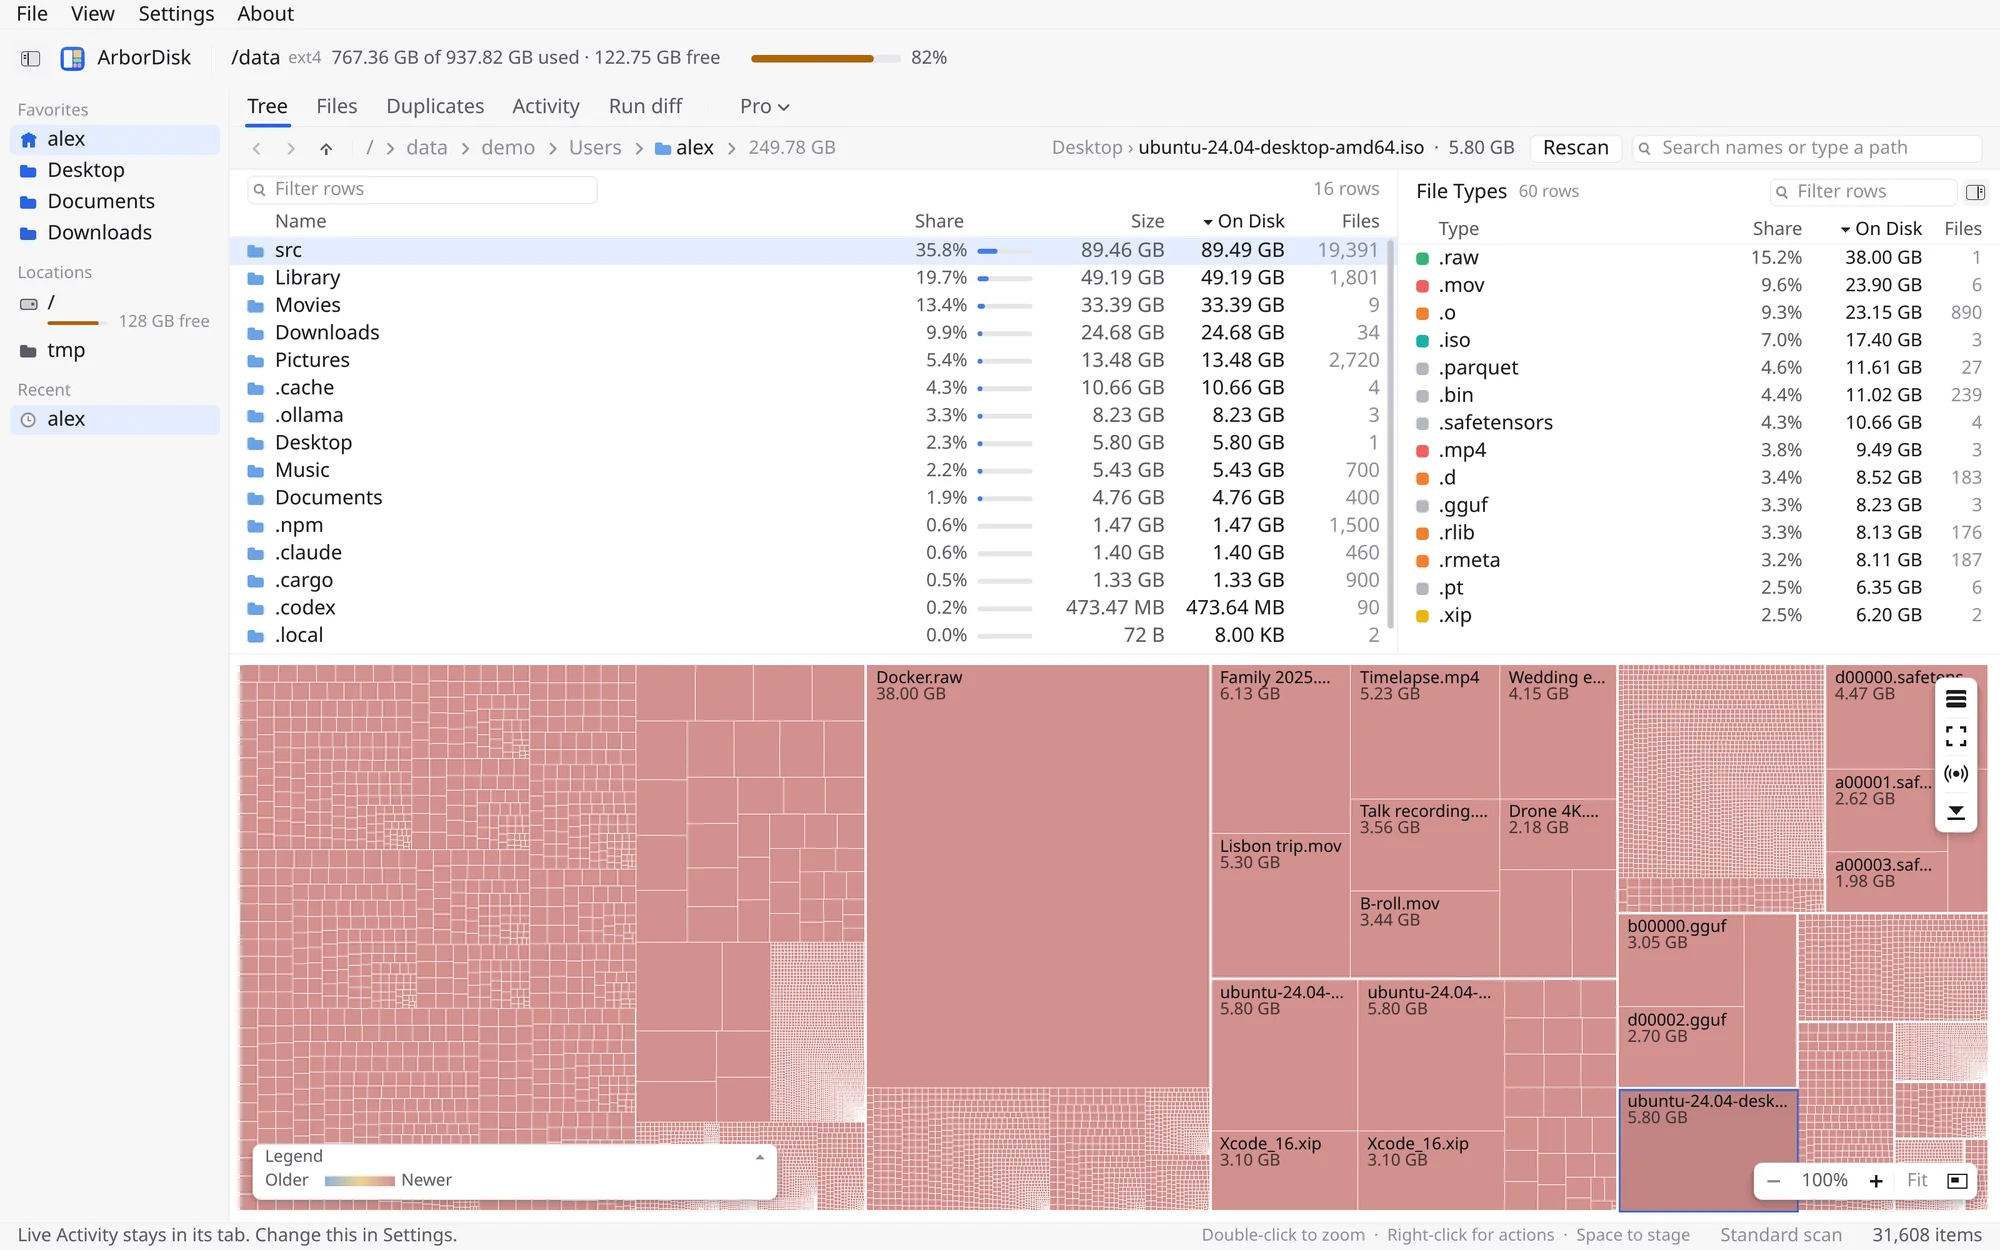 File View Settings About
ArborDisk /data ext4 767.36 GB of 937.82 GB used · 122.75 GB free 82%
Favorites
alex
Desktop
Documents
Downloads
Locations
/
128 GB free
tmp
Recent
alex
Tree Files Duplicates Activity Run diff Pro
/ > data > demo > Users > alex > 249.78 GB
Desktop › ubuntu-24.04-desktop-amd64.iso · 5.80 GB Rescan Search names or type a path
Filter rows 16 rows
Name Share Size On Disk Files
src 35.8% 89.46 GB 89.49 GB 19,391
Library 19.7% 49.19 GB 49.19 GB 1,801
Movies 13.4% 33.39 GB 33.39 GB 9
Downloads 9.9% 24.68 GB 24.68 GB 34
Pictures 5.4% 13.48 GB 13.48 GB 2,720
.cache 4.3% 10.66 GB 10.66 GB 4
.ollama 3.3% 8.23 GB 8.23 GB 3
Desktop 2.3% 5.80 GB 5.80 GB 1
Music 2.2% 5.43 GB 5.43 GB 700
Documents 1.9% 4.76 GB 4.76 GB 400
.npm 0.6% 1.47 GB 1.47 GB 1,500
.claude 0.6% 1.40 GB 1.40 GB 460
.cargo 0.5% 1.33 GB 1.33 GB 900
.codex 0.2% 473.47 MB 473.64 MB 90
.local 0.0% 72 B 8.00 KB 2
File Types 60 rows Filter rows
Type Share On Disk Files
.raw 15.2% 38.00 GB 1
.mov 9.6% 23.90 GB 6
.o 9.3% 23.15 GB 890
.iso 7.0% 17.40 GB 3
.parquet 4.6% 11.61 GB 27
.bin 4.4% 11.02 GB 239
.safetensors 4.3% 10.66 GB 4
.mp4 3.8% 9.49 GB 3
.d 3.4% 8.52 GB 183
.gguf 3.3% 8.23 GB 3
.rlib 3.3% 8.13 GB 176
.rmeta 3.2% 8.11 GB 187
.pt 2.5% 6.35 GB 6
.xip 2.5% 6.20 GB 2
Docker.raw
38.00 GB
Family 2025....
6.13 GB
Timelapse.mp4
5.23 GB
Wedding e...
4.15 GB
Talk recording....
3.56 GB
Drone 4K....
2.18 GB
Lisbon trip.mov
5.30 GB
B-roll.mov
3.44 GB
ubuntu-24.04-...
5.80 GB
ubuntu-24.04-...
5.80 GB
Xcode_16.xip
3.10 GB
Xcode_16.xip
3.10 GB
d00000.safetens
4.47 GB
a00001.saf...
2.62 GB
a00003.saf...
1.98 GB
b00000.gguf
3.05 GB
d00002.gguf
2.70 GB
ubuntu-24.04-desk...
5.80 GB
Legend
Older Newer
− 100% + Fit
Live Activity stays in its tab. Change this in Settings.
Double-click to zoom · Right-click for actions · Space to stage Standard scan 31,608 items